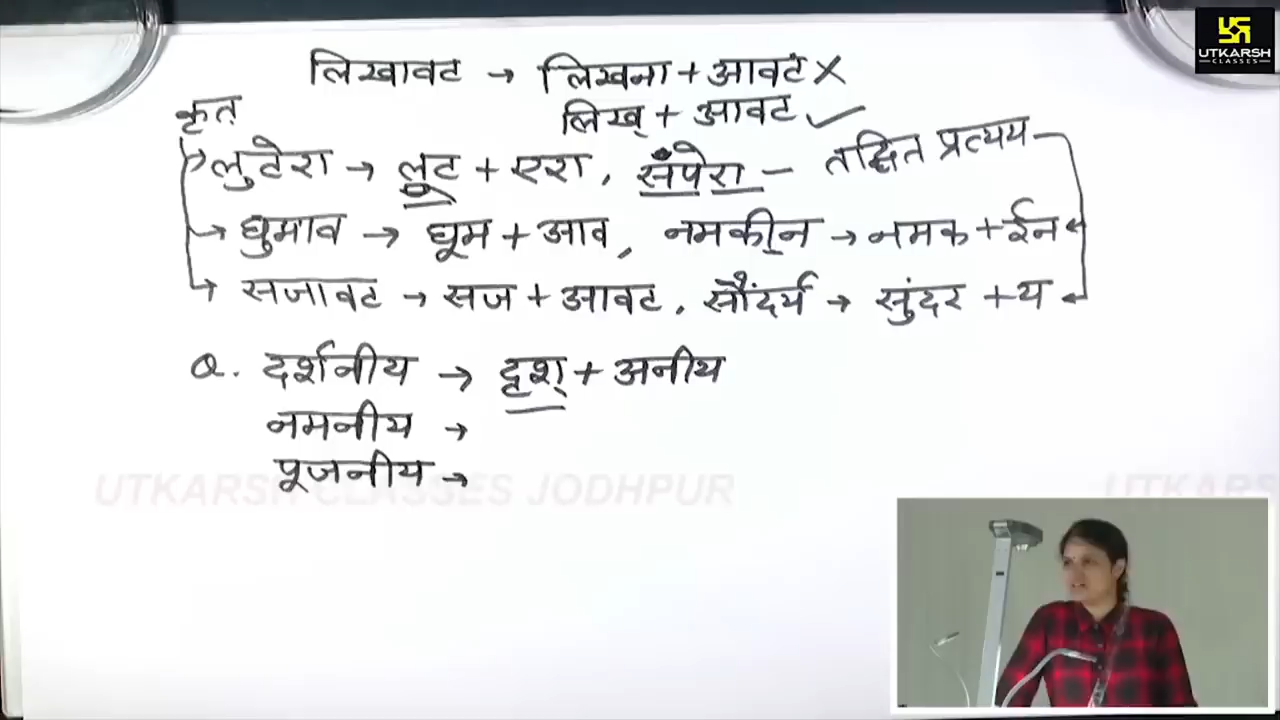 लिखावट → लिखना + आवट ×
कृत्
लिख् + आवट ✓
लुटेरा → लूट + एरा, सँपेरा - तद्धित प्रत्यय
घुमाव → घूम + आव, नमकीन → नमक + ईन
सजावट → सज + आवट, सौंदर्य → सुंदर + य
Q. दर्शनीय → दृश् + अनीय
नमनीय →
पूजनीय →
UTKARSH CLASSES JODHPUR
UTKARSH
UTKARSH
CLASSES